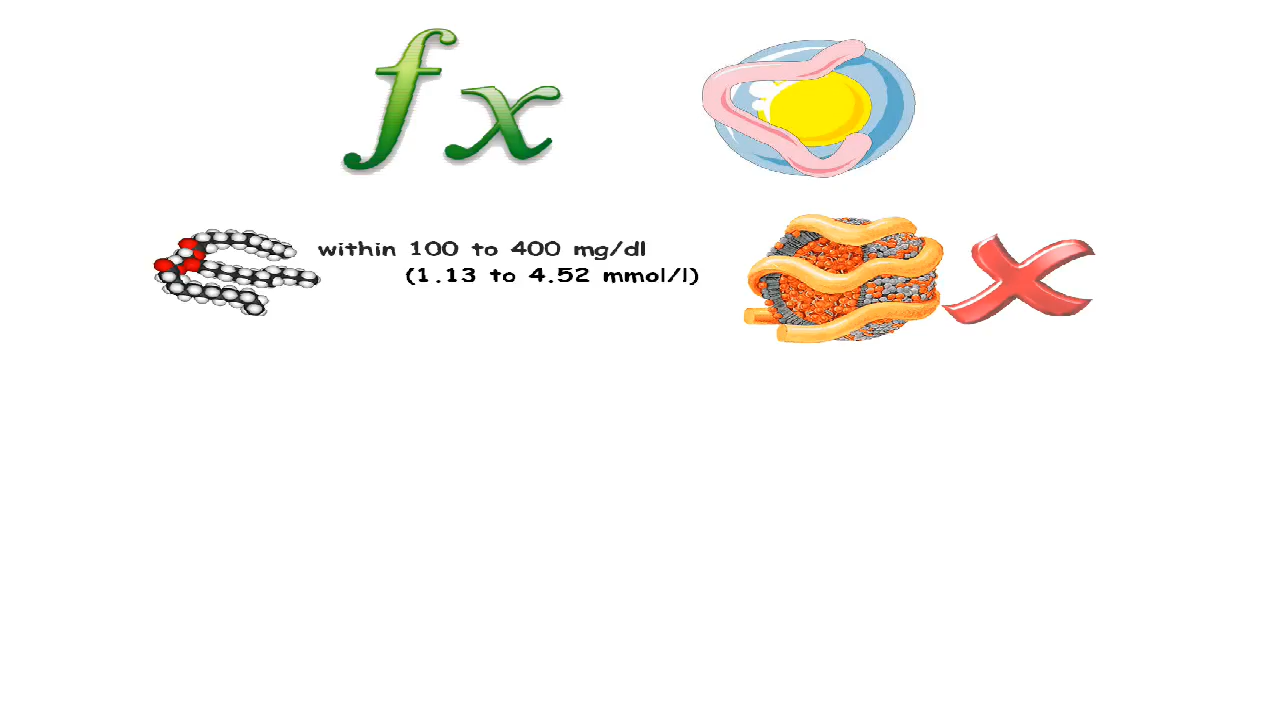 fx
within 100 to 400 mg/dl
(1.13 to 4.52 mmol/l)